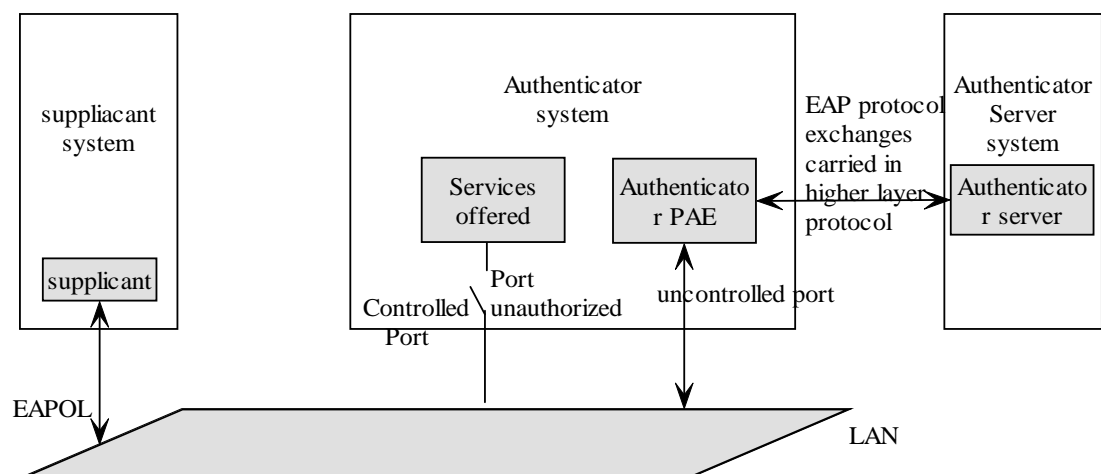 suppliacant
system
supplicant
EAPOL
Authenticator
system
Services
offered
Authenticato
r PAE
Port
unauthorized
Controlled
Port
uncontrolled port
EAP protocol
exchanges
carried in
higher layer
protocol
Authenticator
Server
system
Authenticato
r server
LAN